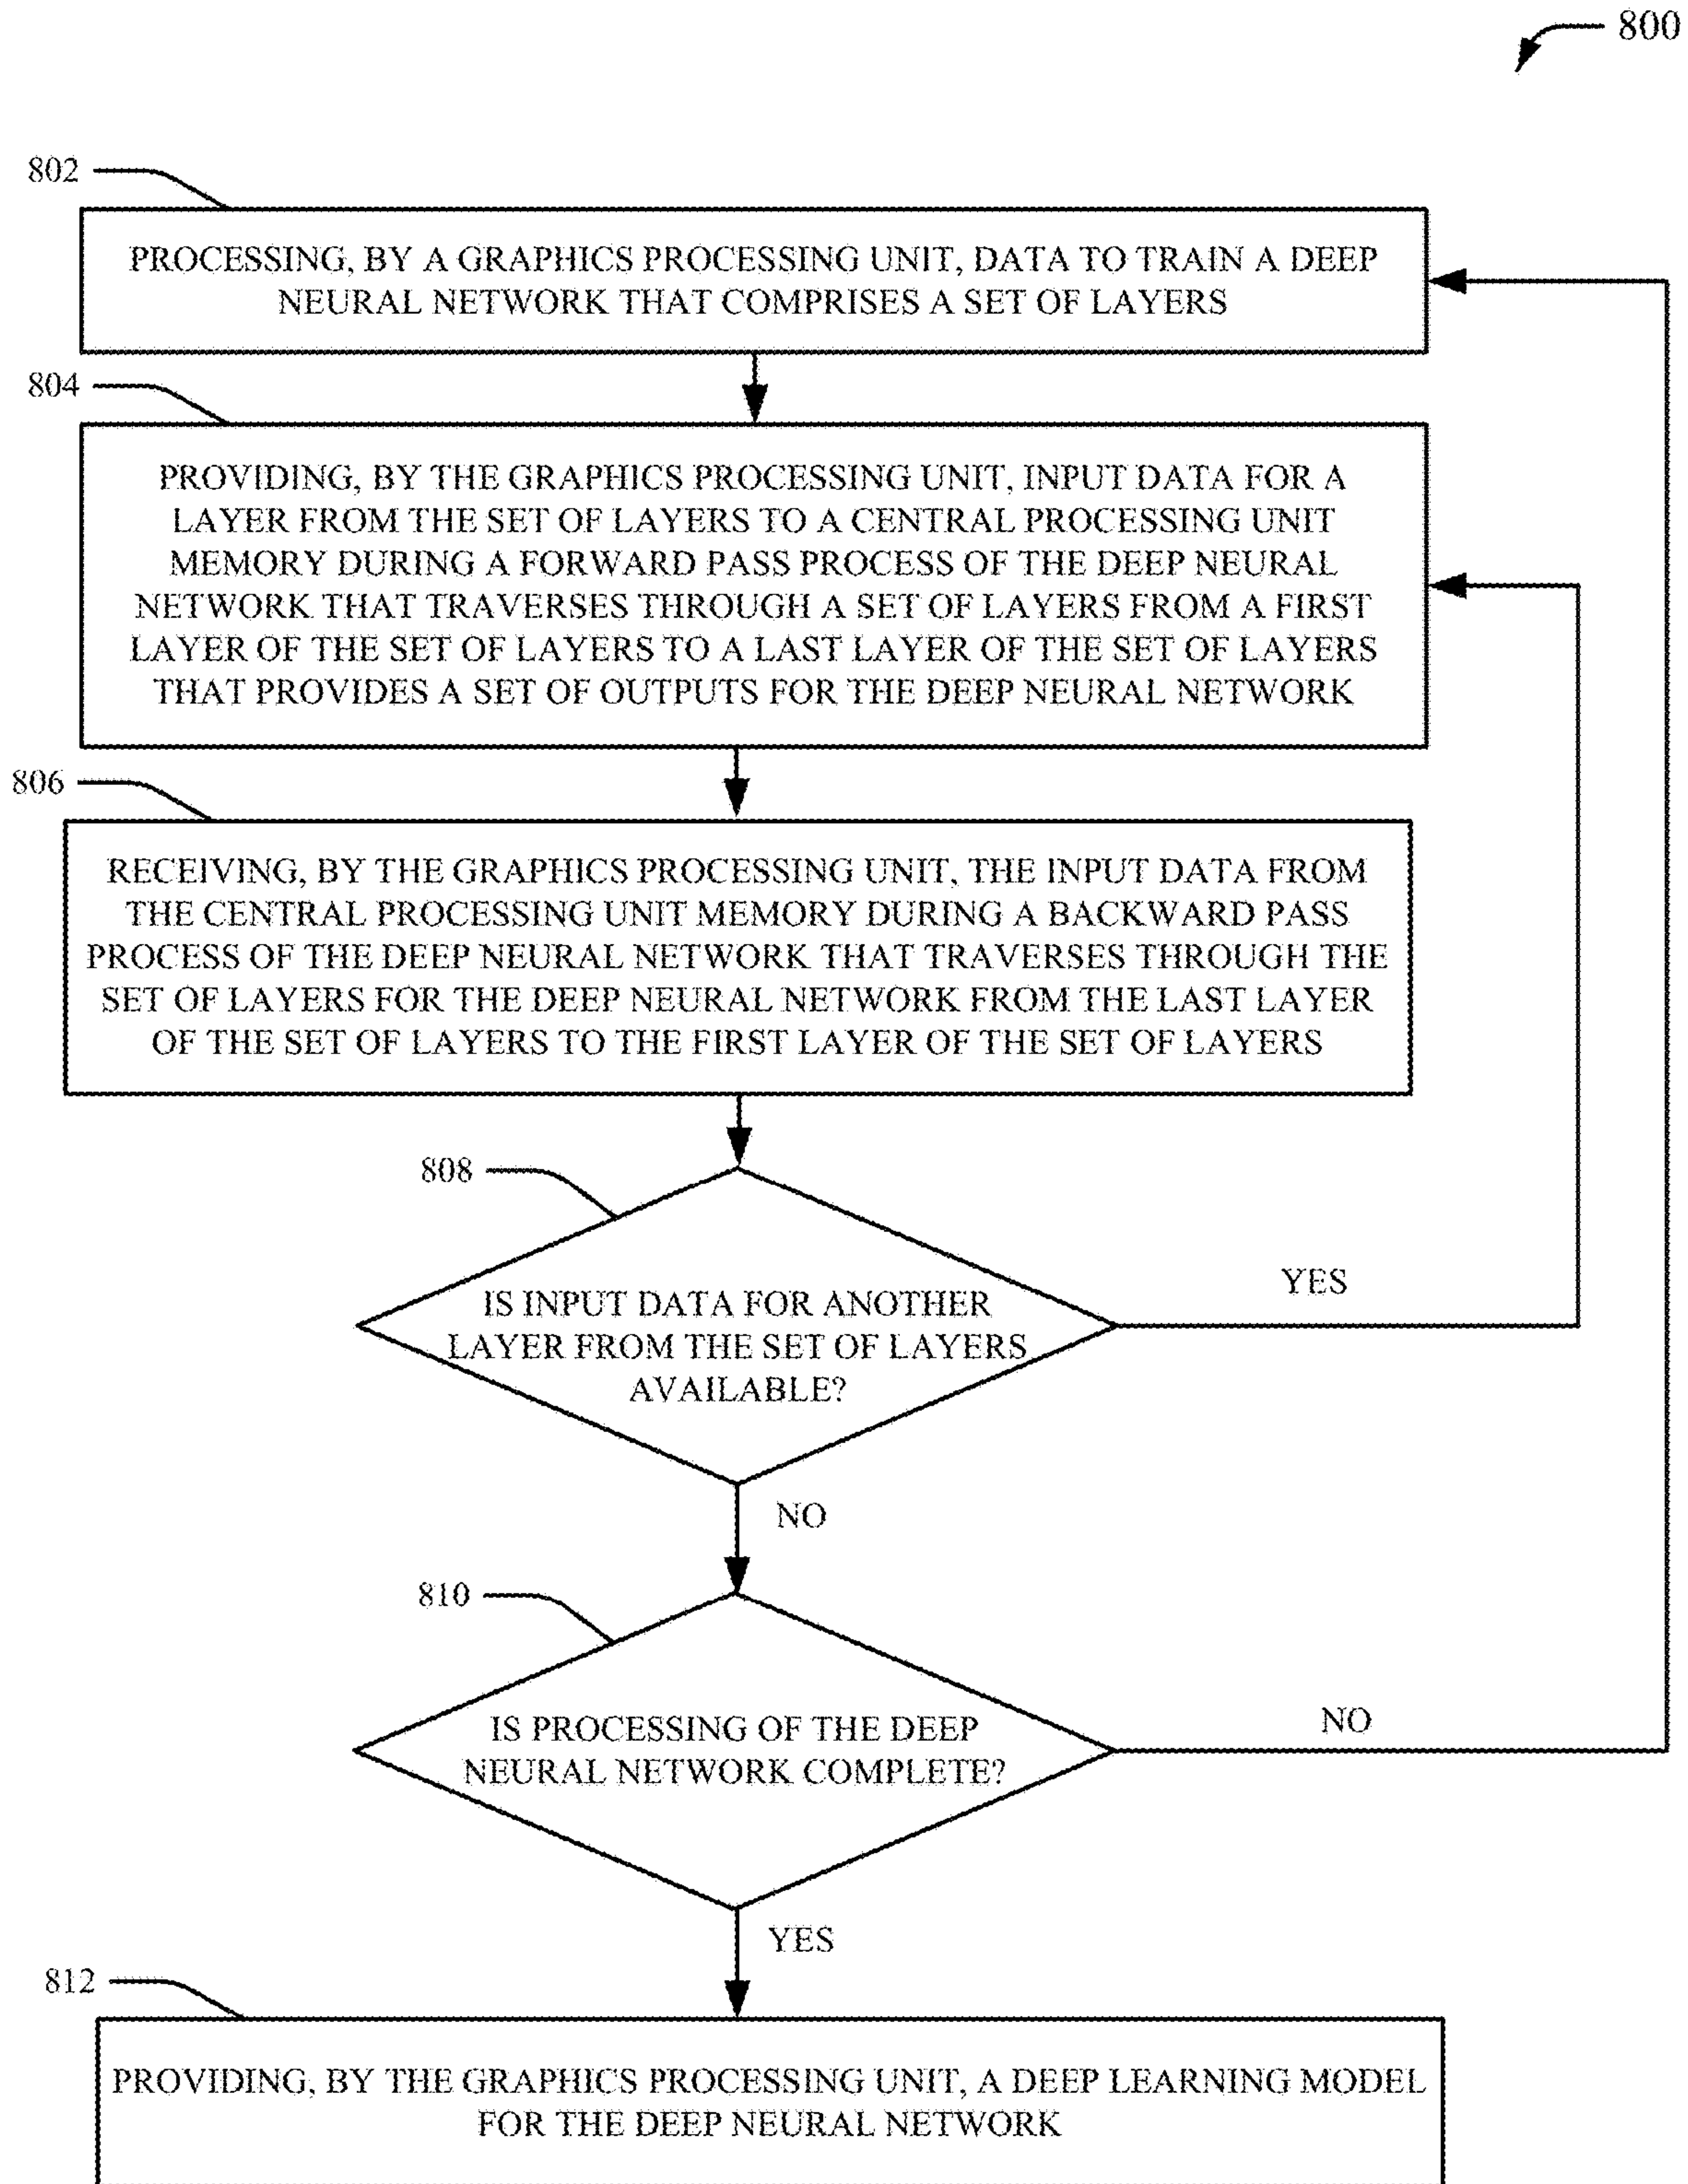 800
802
PROCESSING, BY A GRAPHICS PROCESSING UNIT, DATA TO TRAIN A DEEP
NEURAL NETWORK THAT COMPRISES A SET OF LAYERS
804
PROVIDING, BY THE GRAPHICS PROCESSING UNIT, INPUT DATA FOR A
LAYER FROM THE SET OF LAYERS TO A CENTRAL PROCESSING UNIT
MEMORY DURING A FORWARD PASS PROCESS OF THE DEEP NEURAL
NETWORK THAT TRAVERSES THROUGH A SET OF LAYERS FROM A FIRST
LAYER OF THE SET OF LAYERS TO A LAST LAYER OF THE SET OF LAYERS
THAT PROVIDES A SET OF OUTPUTS FOR THE DEEP NEURAL NETWORK
806
RECEIVING, BY THE GRAPHICS PROCESSING UNIT, THE INPUT DATA FROM
THE CENTRAL PROCESSING UNIT MEMORY DURING A BACKWARD PASS
PROCESS OF THE DEEP NEURAL NETWORK THAT TRAVERSES THROUGH THE
SET OF LAYERS FOR THE DEEP NEURAL NETWORK FROM THE LAST LAYER
OF THE SET OF LAYERS TO THE FIRST LAYER OF THE SET OF LAYERS
808
IS INPUT DATA FOR ANOTHER
LAYER FROM THE SET OF LAYERS
AVAILABLE?
YES
NO
810
IS PROCESSING OF THE DEEP
NEURAL NETWORK COMPLETE?
NO
YES
812
PROVIDING, BY THE GRAPHICS PROCESSING UNIT, A DEEP LEARNING MODEL
FOR THE DEEP NEURAL NETWORK